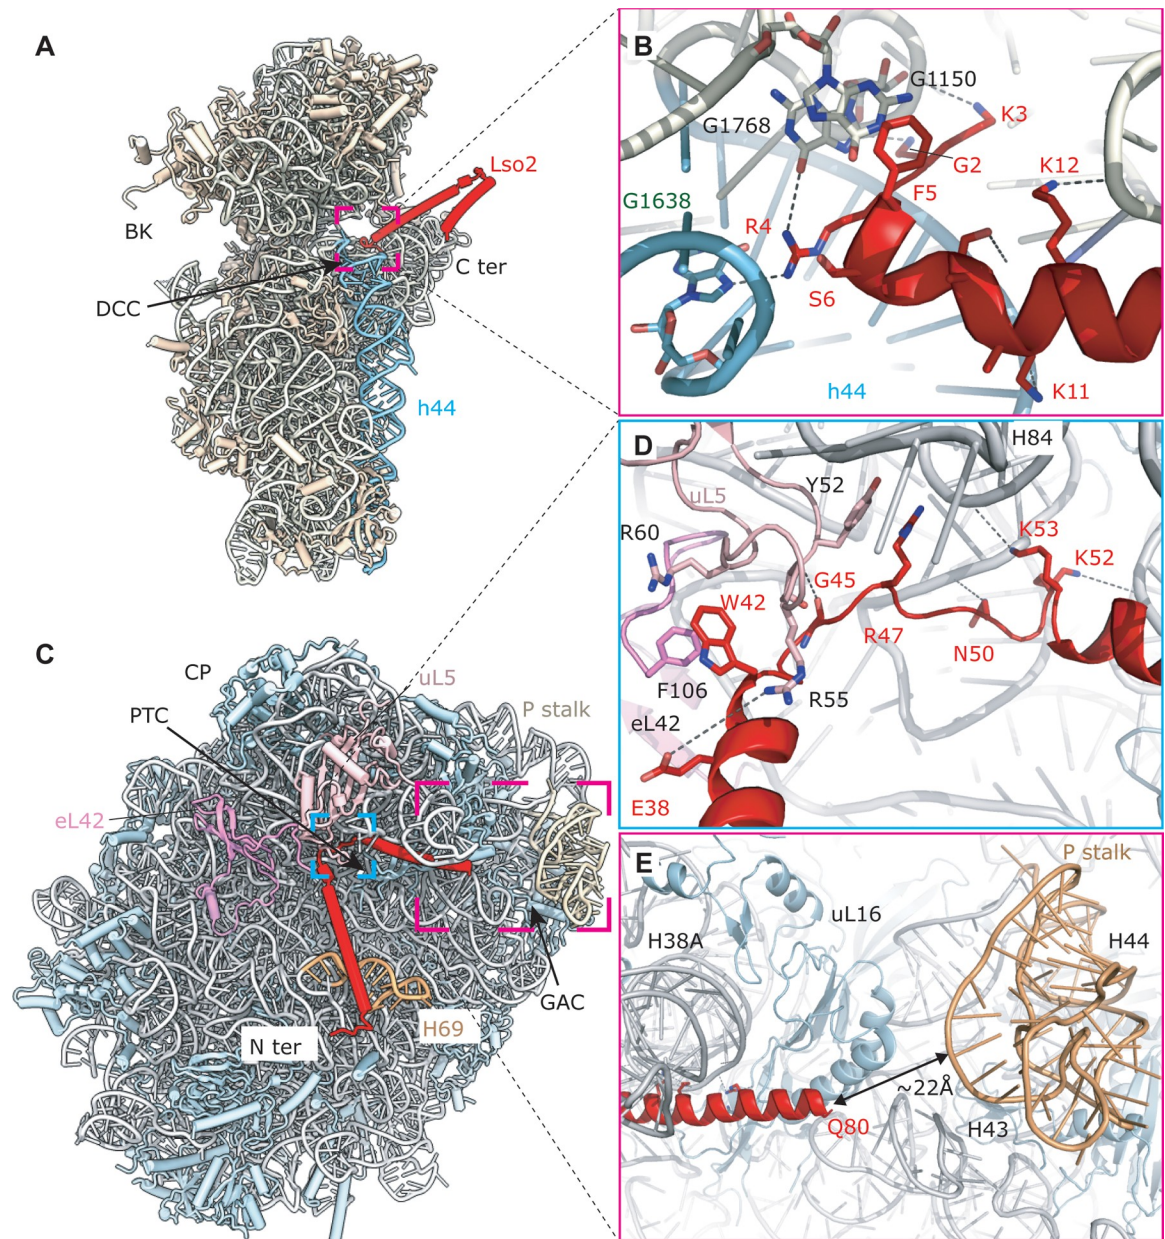 A
Lso2
BK
DCC
C ter
h44
B
G1150
K3
G1768
G2
K12
F5
G1638
R4
S6
h44
K11
C
CP
uL5
PTC
P stalk
eL42
GAC
H69
N ter
D
H84
Y52
uL5
R60
K53
K52
G45
W42
R47
N50
F106
R55
eL42
E38
E
P stalk
uL16
H38A
H44
~22Å
Q80
H43